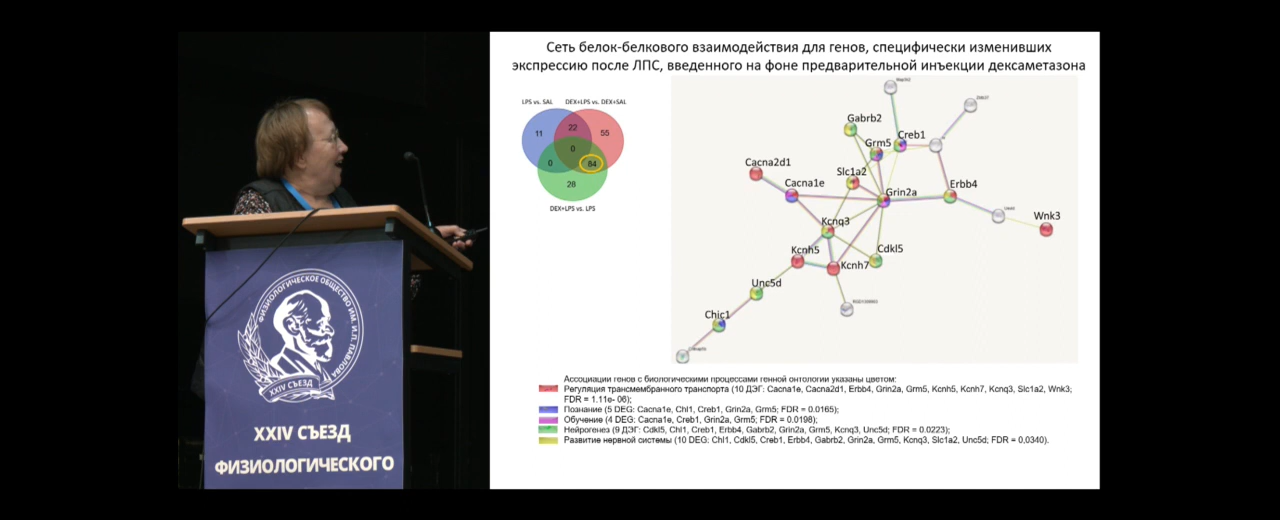 Сеть белок-белкового взаимодействия для генов, специфически изменивших
экспрессию после ЛПС, введенного на фоне предварительной инъекции дексаметазона
LPS vs. SAL
DEX+LPS vs. DEX+SAL
11
22
55
0
0
84
28
DEX+LPS vs. LPS
Gabrb2
Creb1
Grm5
Cacna2d1
Slc1a2
Cacna1e
Grin2a
Erbb4
Wnk3
Kcnq3
Kcnh5
Cdkl5
Kcnh7
Unc5d
Chic1
Ассоциации генов с биологическими процессами генной онтологии указаны цветом:
Регуляция трансмембранного транспорта (10 ДЭГ: Cacna1e, Cacna2d1, Erbb4, Grin2a, Grm5, Kcnh5, Kcnh7, Kcnq3, Slc1a2, Wnk3;
FDR = 1.11e- 06);
Познание (5 DEG: Cacna1e, Chl1, Creb1, Grin2a, Grm5; FDR = 0.0165);
Обучение (4 DEG: Cacna1e, Creb1, Grin2a, Grm5; FDR = 0.0198);
Нейрогенез (9 ДЭГ: Cdkl5, Chl1, Creb1, Erbb4, Gabrb2, Grin2a, Grm5, Kcnq3, Unc5d; FDR = 0.0223);
Развитие нервной системы (10 DEG: Chl1, Cdkl5, Creb1, Erbb4, Gabrb2, Grin2a, Grm5, Kcnq3, Slc1a2, Unc5d; FDR = 0,0340).
ФИЗИОЛОГИЧЕСКОЕ ОБЩЕСТВО ИМ. И.П. ПАВЛОВА
XXIV СЪЕЗД
XXIV СЪЕЗД
ФИЗИОЛОГИЧЕСКОГО